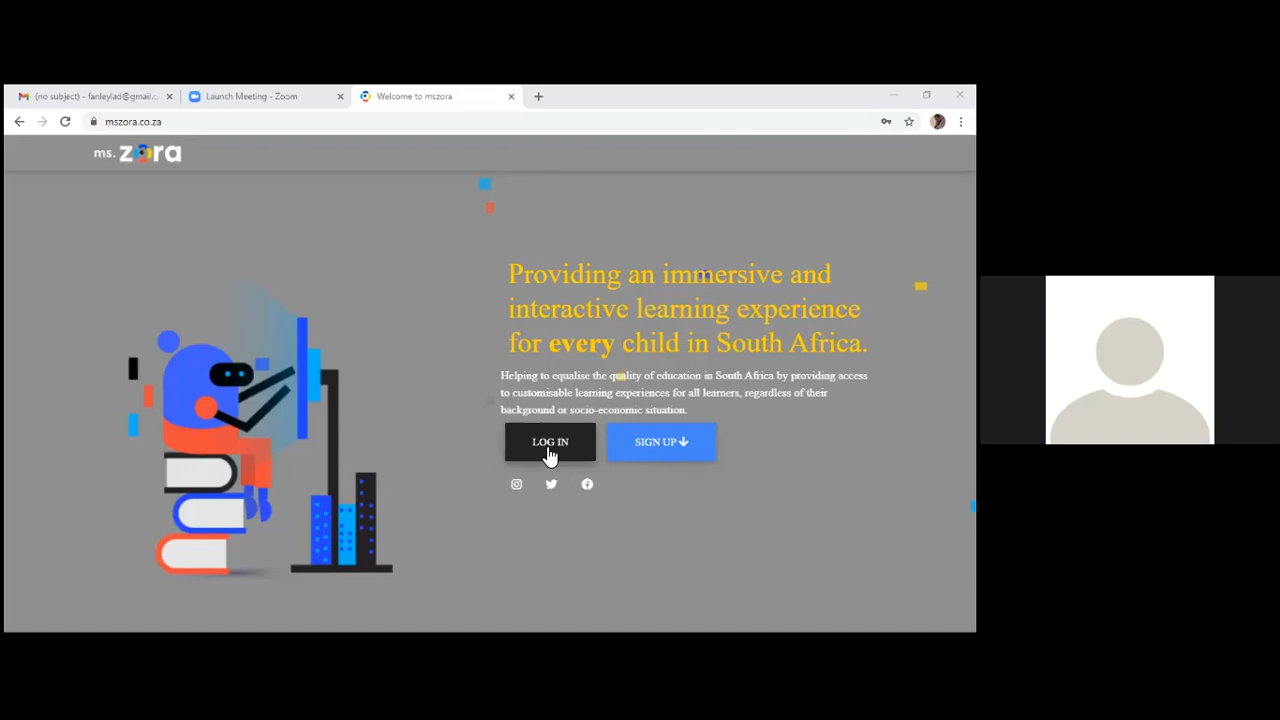 (no subject) - fanleylad@gmail.c
Launch Meeting - Zoom
Welcome to mszora
mszora.co.za
ms. zora
Providing an immersive and
interactive learning experience
for every child in South Africa.
Helping to equalise the quality of education in South Africa by providing access
to customisable learning experiences for all learners, regardless of their
background or socio-economic situation.
LOG IN
SIGN UP